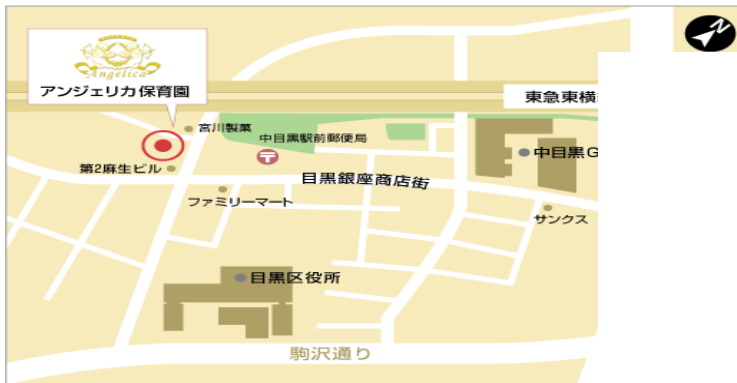 N
Angelica
アンジェリカ保育園
東急東横
宮川製菓
中目黒駅前郵便局
中目黒G
第2麻生ビル
目黒銀座商店街
ファミリーマート
サンクス
目黒区役所
駒沢通り